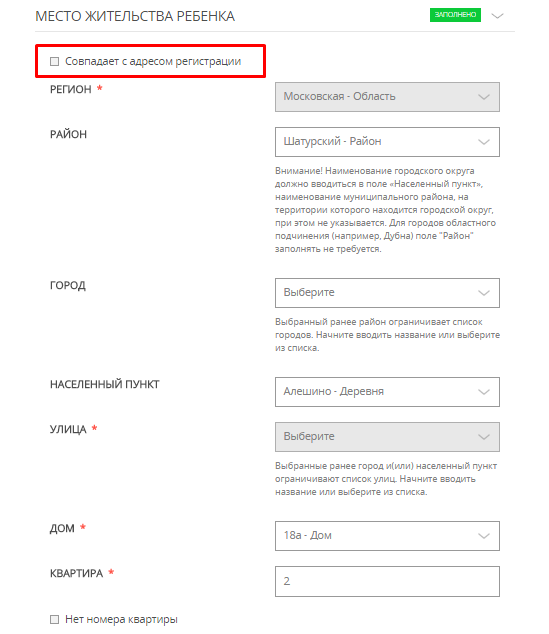 МЕСТО ЖИТЕЛЬСТВА РЕБЕНКА
ЗАПОЛНЕНО
Совпадает с адресом регистрации
РЕГИОН *
Московская - Область
РАЙОН
Шатурский - Район
Внимание! Наименование городского округа
должно вводиться в поле «Населенный пункт»,
наименование муниципального района, на
территории которого находится городской округ,
при этом не указывается. Для городов областного
подчинения (например, Дубна) поле "Район"
заполнять не требуется.
ГОРОД
Выберите
Выбранный ранее район ограничивает список
городов. Начните вводить название или выберите
из списка.
НАСЕЛЕННЫЙ ПУНКТ
Алешино - Деревня
УЛИЦА *
Выберите
Выбранные ранее город и(или) населенный пункт
ограничивают список улиц. Начните вводить
название или выберите из списка.
ДОМ *
18а - Дом
КВАРТИРА *
2
Нет номера квартиры